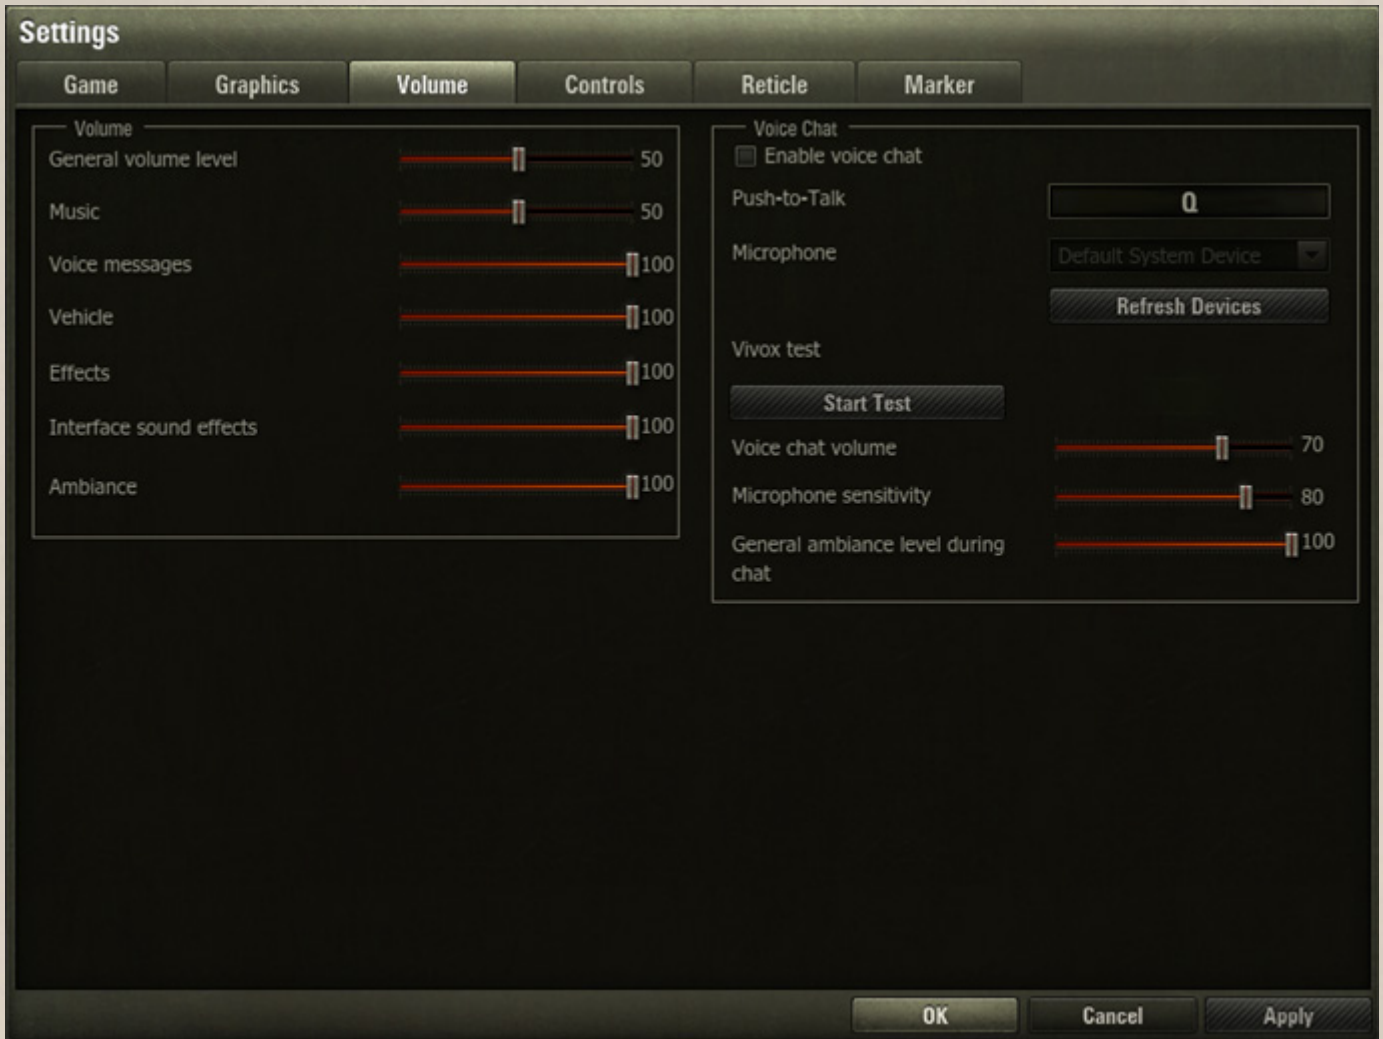 Settings
Game Graphics Volume Controls Reticle Marker
Volume
General volume level 50
Music 50
Voice messages 100
Vehicle 100
Effects 100
Interface sound effects 100
Ambiance 100
Voice Chat
Enable voice chat
Push-to-Talk Q
Microphone Default System Device
Refresh Devices
Vivox test
Start Test
Voice chat volume 70
Microphone sensitivity 80
General ambiance level during 100
chat
OK Cancel Apply